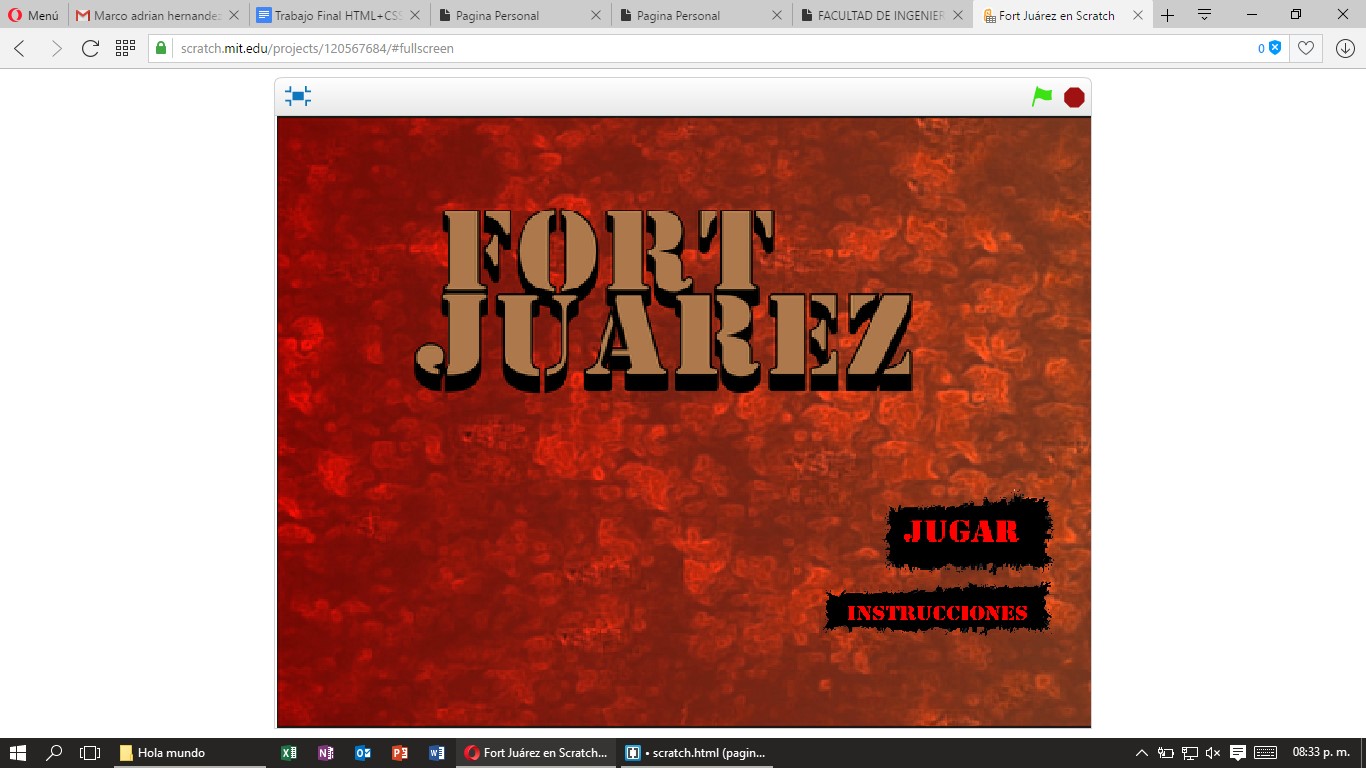 Menú
Marco adrian hernandez
Trabajo Final HTML+CSS
Pagina Personal
Pagina Personal
FACULTAD DE INGENIER
Fort Juárez en Scratch
scratch.mit.edu/projects/120567684/#fullscreen
0
FORT
JUAREZ
JUGAR
INSTRUCCIONES
Hola mundo
Fort Juárez en Scratch...
• scratch.html (pagin...
08:33 p. m.